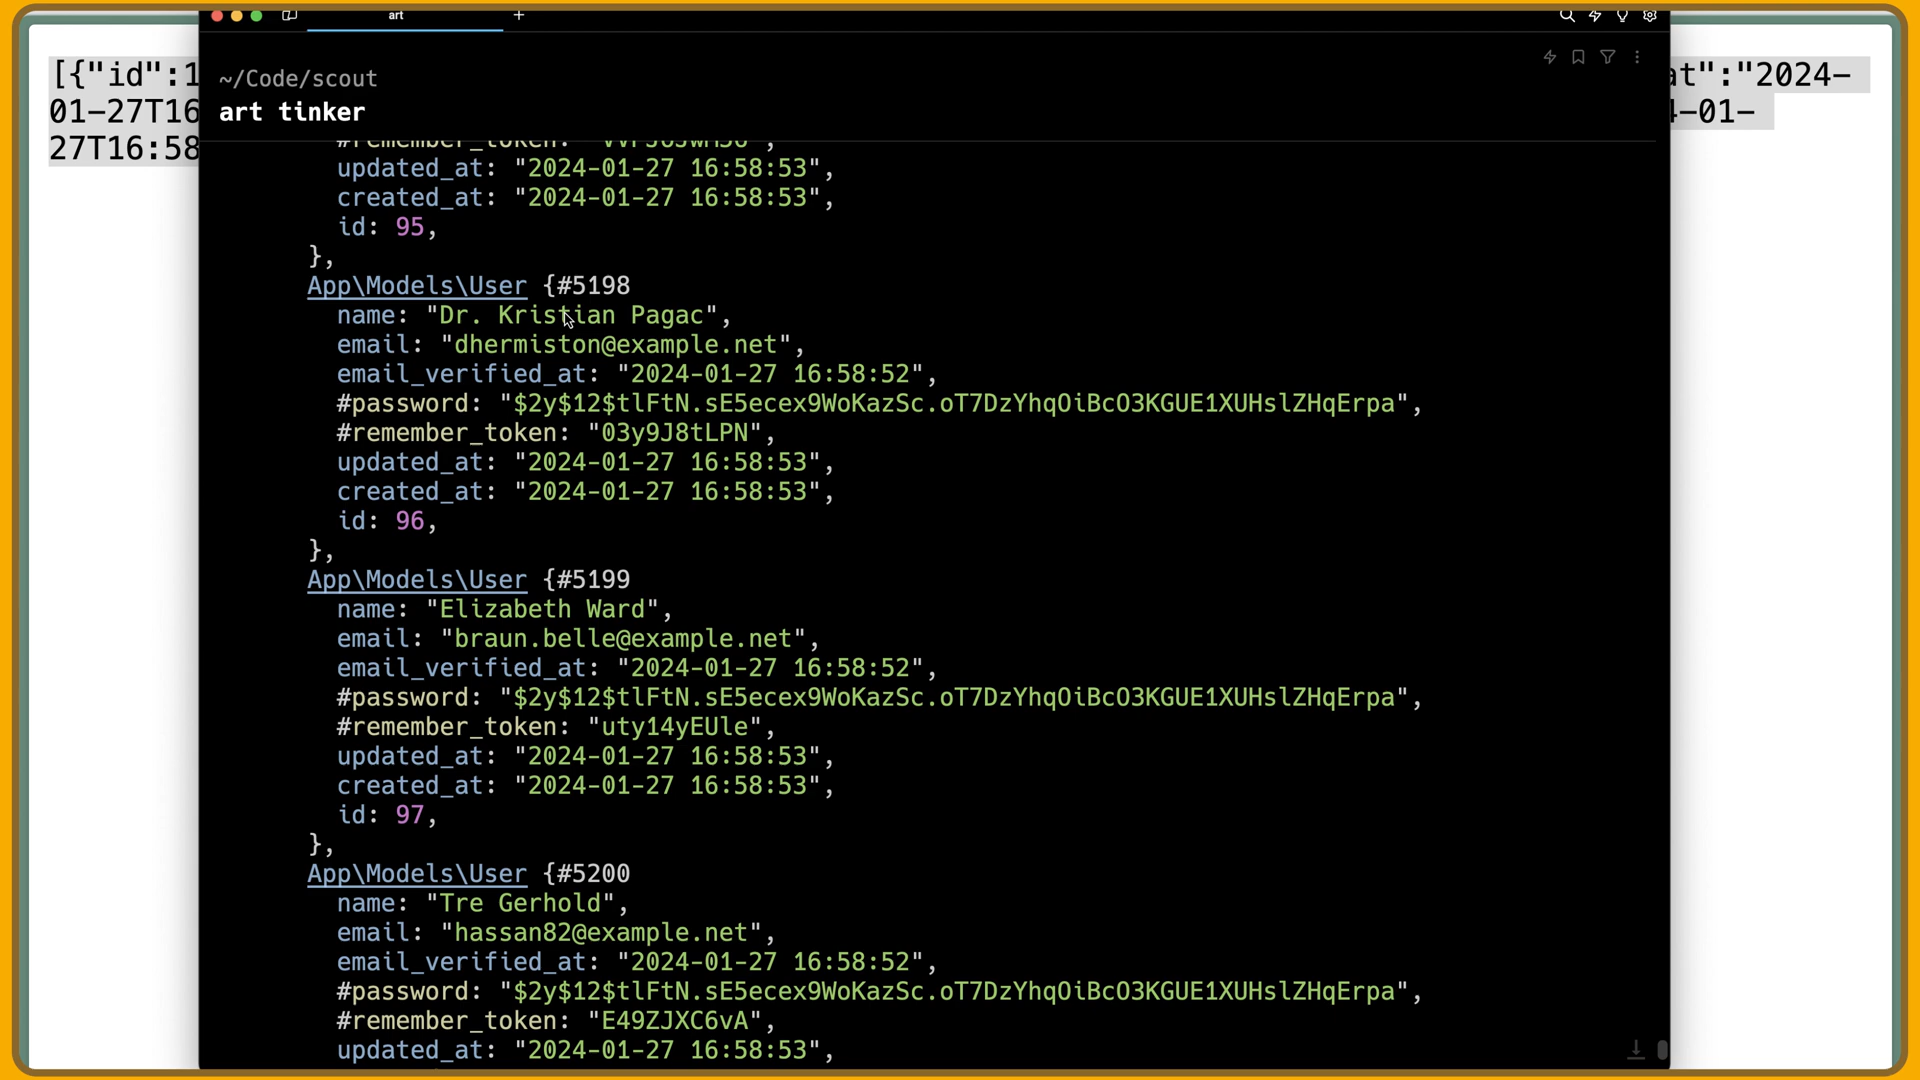 art
[{"id":1
at":"2024-
~/Code/scout
01-27T16
4-01-
art tinker
27T16:58
#remember_token:
updated_at: "2024-01-27 16:58:53",
created_at: "2024-01-27 16:58:53",
id: 95,
},
App\Models\User {#5198
name: "Dr. Kristian Pagac",
email: "dhermiston@example.net",
email_verified_at: "2024-01-27 16:58:52",
#password: "$2y$12$tlFtN.sE5ecex9WoKazSc.oT7DzYhqOiBcO3KGUE1XUHslZHqErpa",
#remember_token: "03y9J8tLPN",
updated_at: "2024-01-27 16:58:53",
created_at: "2024-01-27 16:58:53",
id: 96,
},
App\Models\User {#5199
name: "Elizabeth Ward",
email: "braun.belle@example.net",
email_verified_at: "2024-01-27 16:58:52",
#password: "$2y$12$tlFtN.sE5ecex9WoKazSc.oT7DzYhqOiBcO3KGUE1XUHslZHqErpa",
#remember_token: "uty14yEUle",
updated_at: "2024-01-27 16:58:53",
created_at: "2024-01-27 16:58:53",
id: 97,
},
App\Models\User {#5200
name: "Tre Gerhold",
email: "hassan82@example.net",
email_verified_at: "2024-01-27 16:58:52",
#password: "$2y$12$tlFtN.sE5ecex9WoKazSc.oT7DzYhqOiBcO3KGUE1XUHslZHqErpa",
#remember_token: "E49ZJXC6vA",
updated_at: "2024-01-27 16:58:53",